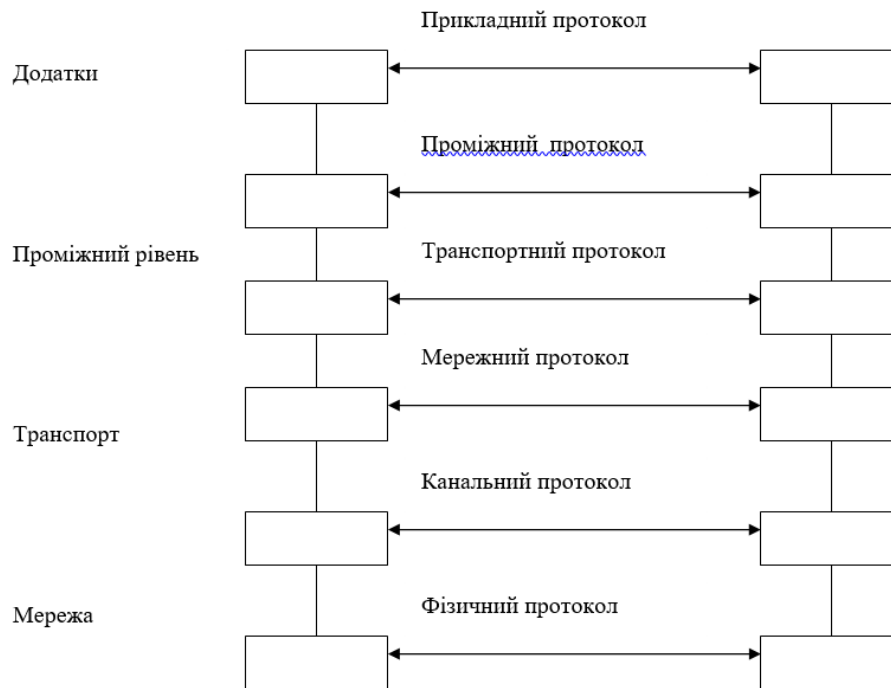 Прикладний протокол
Додатки
Проміжний протокол
Проміжний рівень
Транспортний протокол
Мережний протокол
Транспорт
Канальний протокол
Мережа
Фізичний протокол